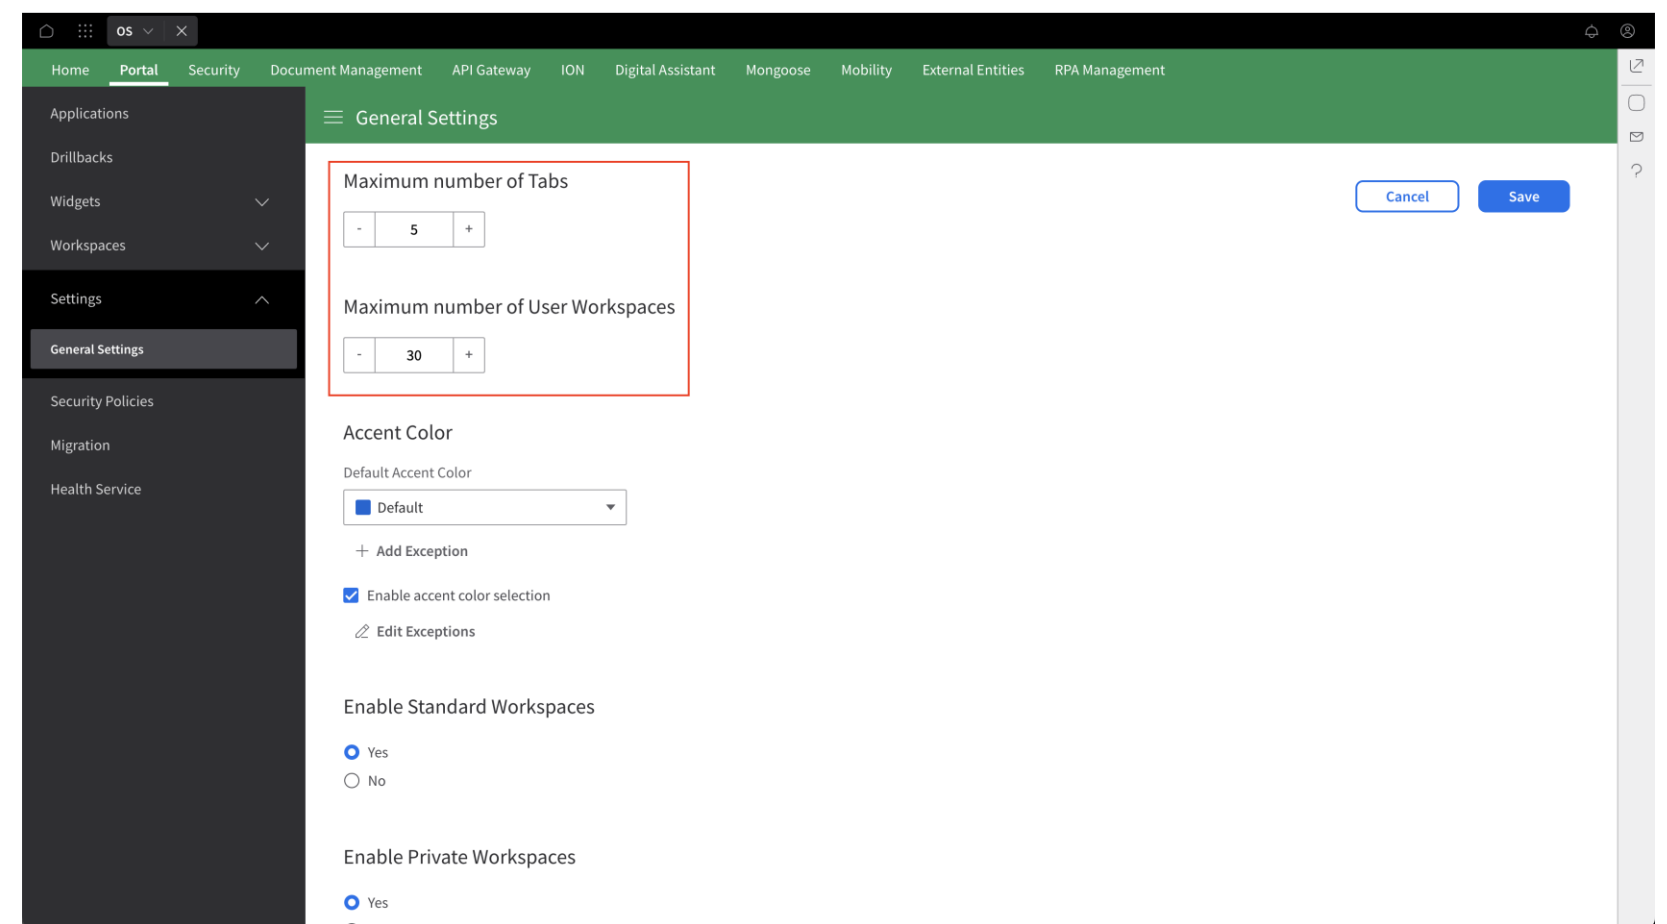 OS
Home Portal Security Document Management API Gateway ION Digital Assistant Mongoose Mobility External Entities RPA Management
Applications
Drillbacks
Widgets
Workspaces
Settings
General Settings
Security Policies
Migration
Health Service
General Settings
Cancel Save
Maximum number of Tabs
- 5 +
Maximum number of User Workspaces
- 30 +
Accent Color
Default Accent Color
Default
+ Add Exception
Enable accent color selection
Edit Exceptions
Enable Standard Workspaces
Yes
No
Enable Private Workspaces
Yes